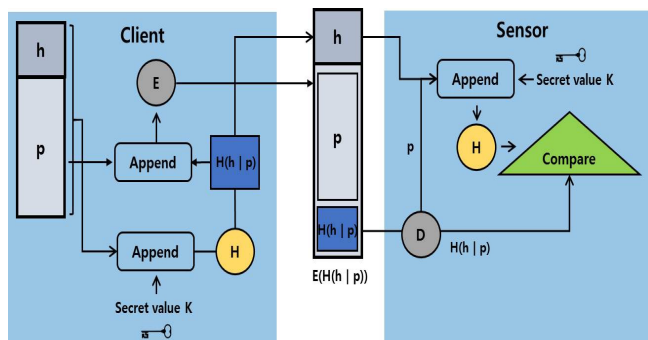 Client
h
p
E
Append
H(h | p)
Append
H
Secret value K
h
p
H(h | p)
E(H(h | p))
Sensor
Append
Secret value K
p
H
Compare
D
H(h | p)